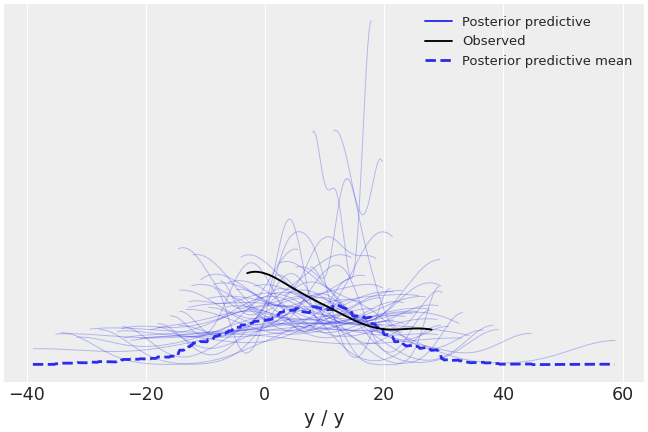 Posterior predictive
Observed
Posterior predictive mean
−40 −20 0 20 40 60
y / y